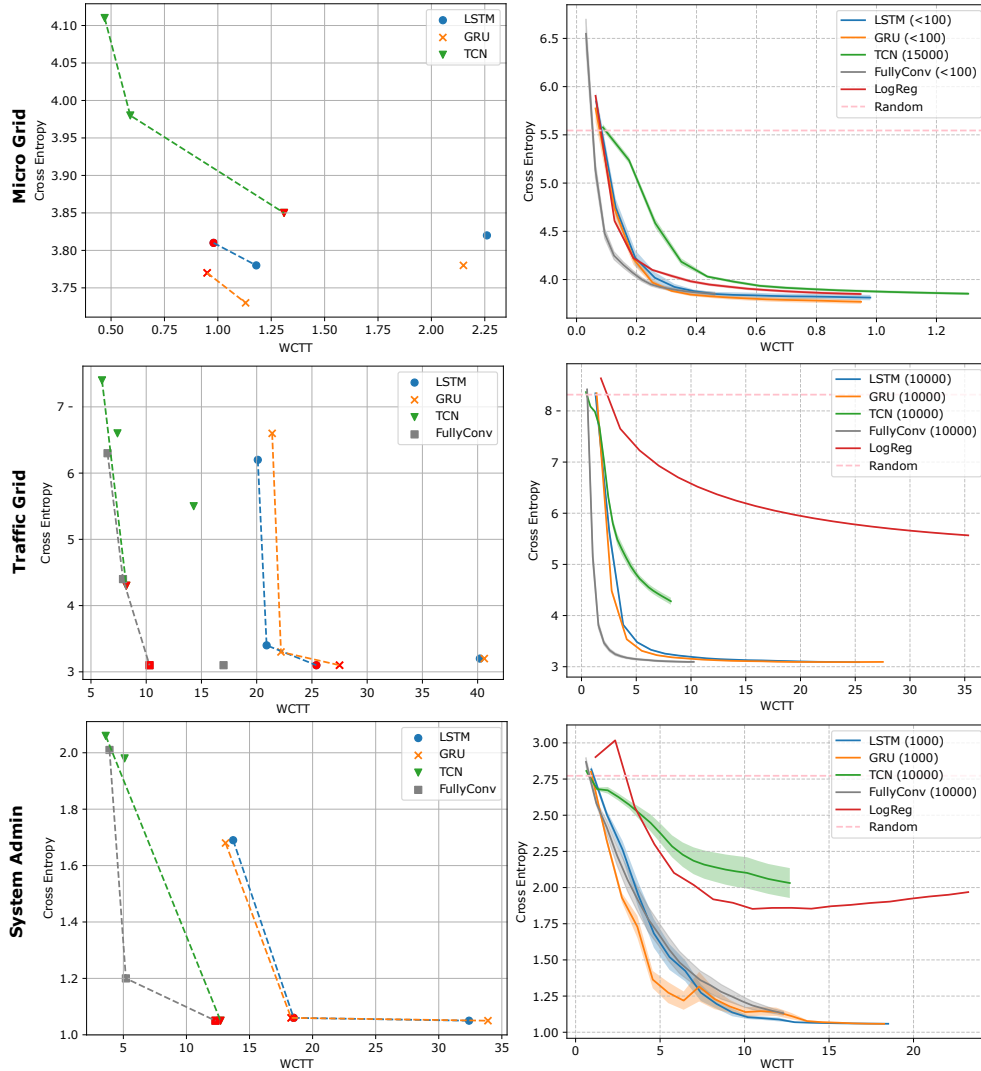 Micro Grid
Cross Entropy
4.10
4.05
4.00
3.95
3.90
3.85
3.80
3.75
0.50
0.75
1.00
1.25
1.50
1.75
2.00
2.25
WCTT
LSTM
GRU
TCN
Cross Entropy
6.5
6.0
5.5
5.0
4.5
4.0
0.0
0.2
0.4
0.6
0.8
1.0
1.2
WCTT
LSTM (<100)
GRU (<100)
TCN (15000)
FullyConv (<100)
LogReg
Random
Traffic Grid
Cross Entropy
7 -
6
5
4
3
5
10
15
20
25
30
35
40
WCTT
LSTM
GRU
TCN
FullyConv
Cross Entropy
8 -
7
6
5
4
3
0
5
10
15
20
25
30
35
WCTT
LSTM (10000)
GRU (10000)
TCN (10000)
FullyConv (10000)
LogReg
Random
System Admin
Cross Entropy
2.0
1.8
1.6
1.4
1.2
1.0
5
10
15
20
25
30
35
WCTT
LSTM
GRU
TCN
FullyConv
Cross Entropy
3.00
2.75
2.50
2.25
2.00
1.75
1.50
1.25
1.00
0
5
10
15
20
WCTT
LSTM (1000)
GRU (1000)
TCN (10000)
FullyConv (10000)
LogReg
Random